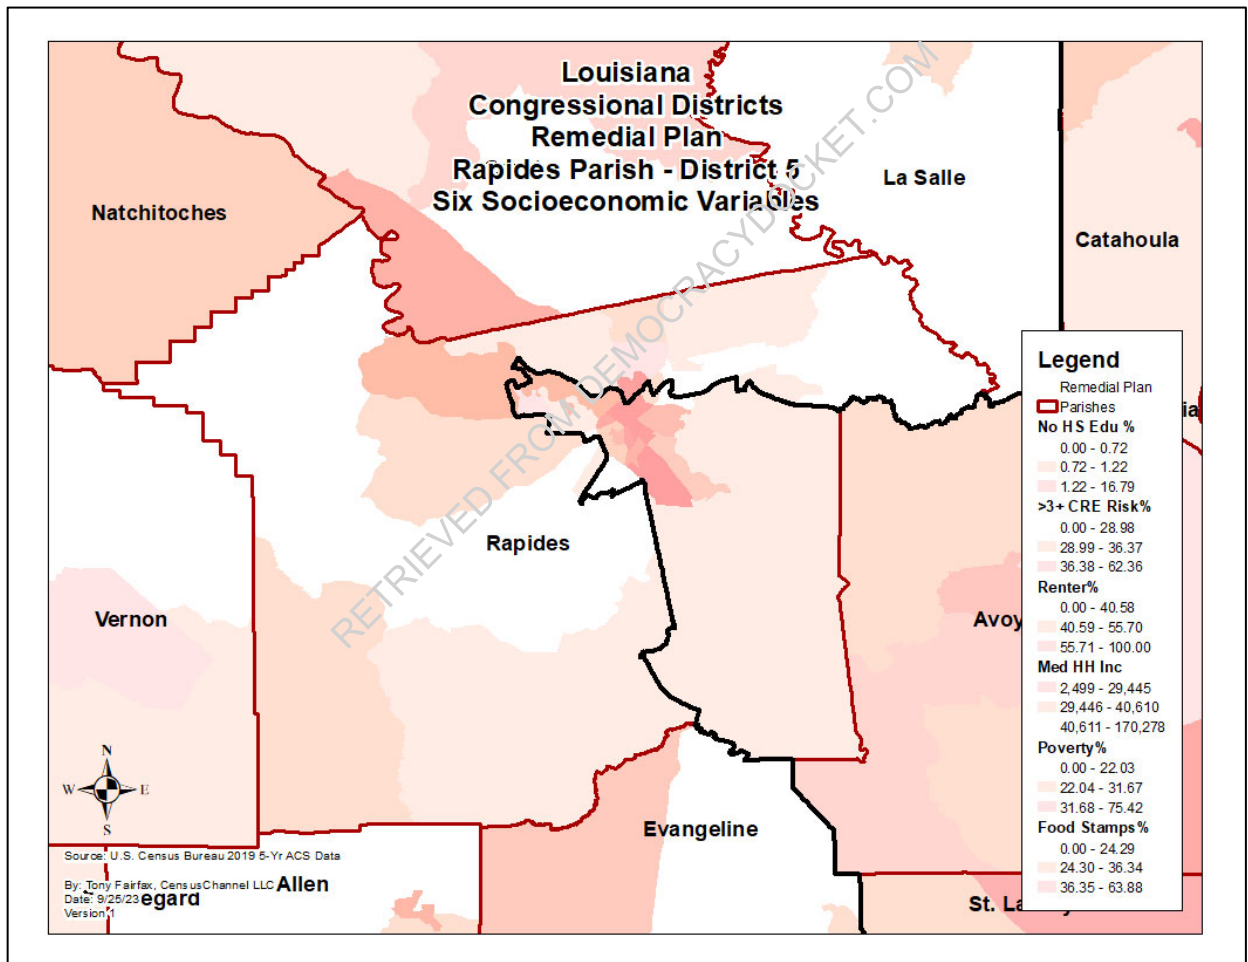 Louisiana
Congressional Districts
Remedial Plan
Rapides Parish - District 5
Six Socioeconomic Variables
RETRIEVED FROM DEMOCRACYDOCKET.COM
La Salle
Natchitoches
Catahoula
Legend
Remedial Plan
Parishes
ia
No HS Edu %
0.00 - 0.72
0.72 - 1.22
1.22 - 16.79
>3+ CRE Risk%
0.00 - 28.98
28.99 - 36.37
36.38 - 62.36
Renter%
0.00 - 40.58
40.59 - 55.70
55.71 - 100.00
Med HH Inc
2,499 - 29,445
29,446 - 40,610
40,611 - 170,278
Poverty%
0.00 - 22.03
22.04 - 31.67
31.68 - 75.42
Food Stamps%
0.00 - 24.29
24.30 - 36.34
36.35 - 63.88
Rapides
Vernon
Avoy
N
W E
S
Evangeline
Source: U.S. Census Bureau 2019 5-Yr ACS Data
By: Tony Fairfax, CensusChannel LLC
Allen
Date: 9/25/23
egard
Version 1
St. La